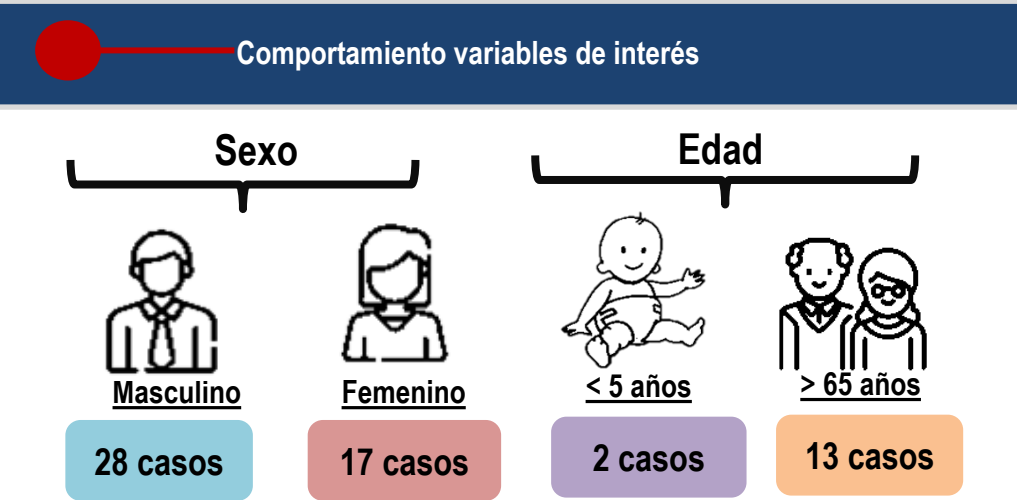 Comportamiento variables de interés
Sexo
Edad
Masculino
Femenino
< 5 años
> 65 años
28 casos
17 casos
2 casos
13 casos